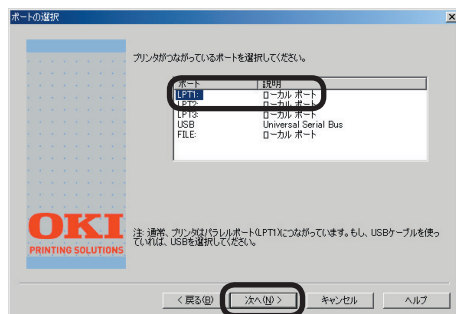 ポートの選択
プリンタがつながっているポートを選択してください。
ポート 説明
LPT1: ローカル ポート
LPT2: ローカル ポート
LPT3: ローカル ポート
USB Universal Serial Bus
FILE: ローカル ポート
OKI
PRINTING SOLUTIONS
注: 通常、プリンタはパラレルポート(LPT1)につながっています。もし、USBケーブルを使っ
ていれば、USBを選択してください。
< 戻る(B) 次へ(N) > キャンセル ヘルプ